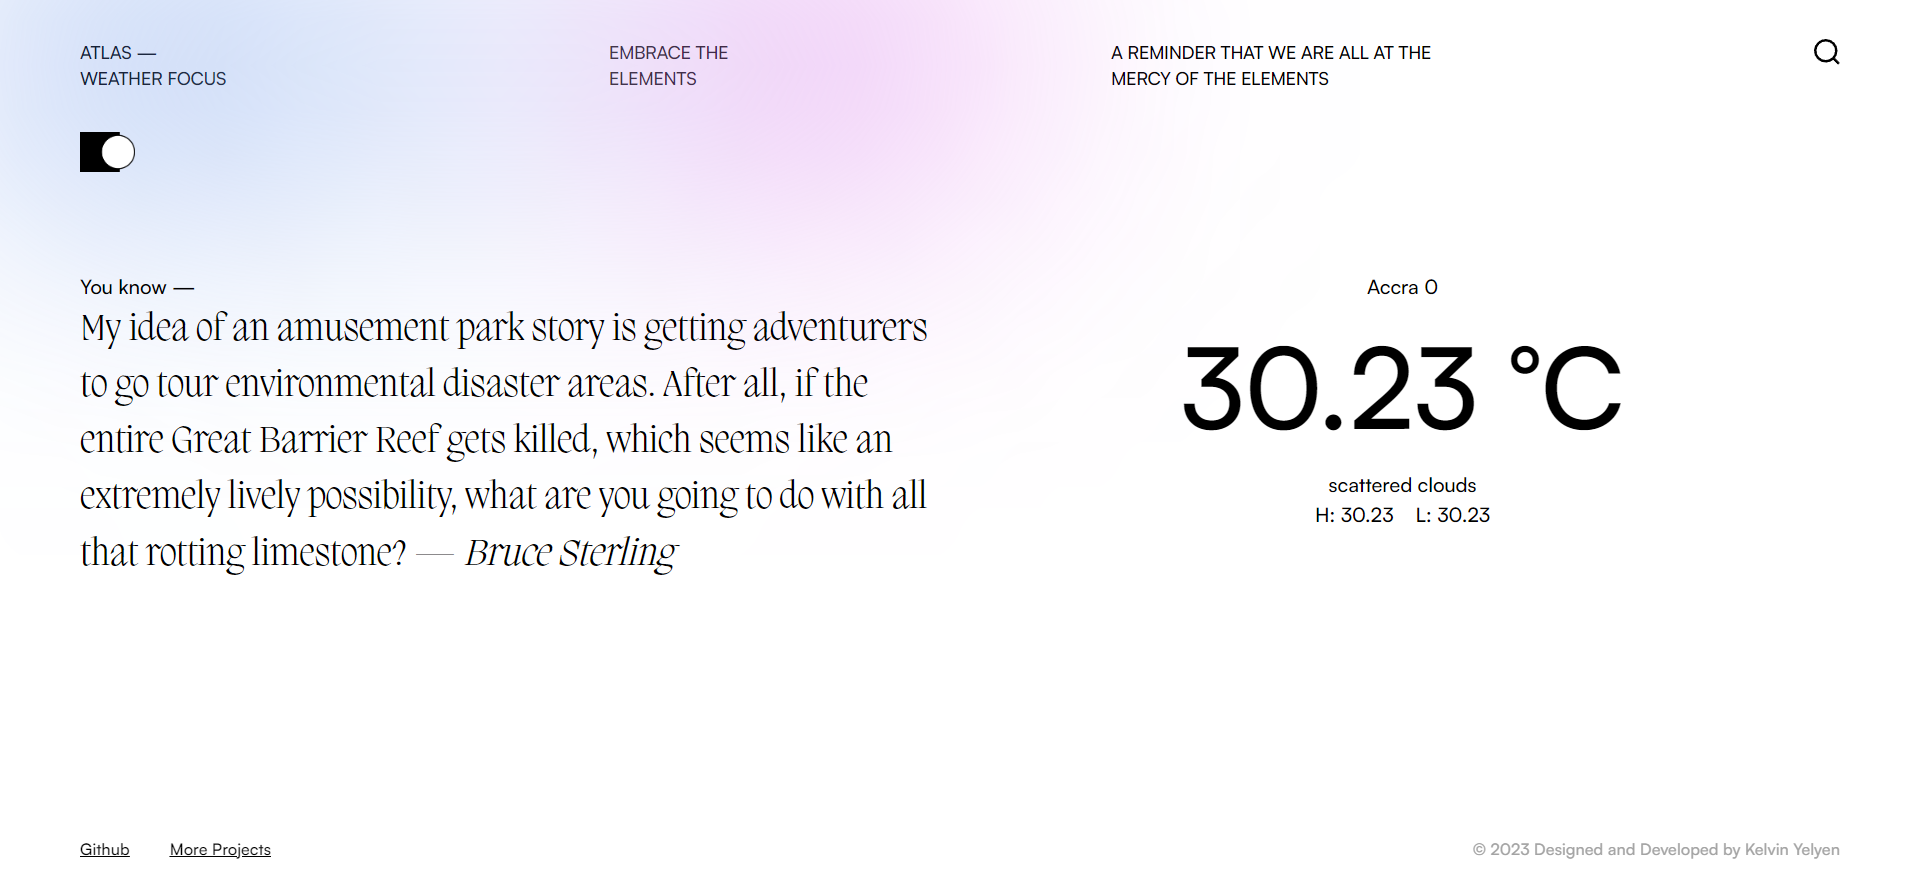 ATLAS —
WEATHER FOCUS
EMBRACE THE
ELEMENTS
A REMINDER THAT WE ARE ALL AT THE
MERCY OF THE ELEMENTS
You know —
My idea of an amusement park story is getting adventurers
to go tour environmental disaster areas. After all, if the
entire Great Barrier Reef gets killed, which seems like an
extremely lively possibility, what are you going to do with all
that rotting limestone? — Bruce Sterling
Accra 0
30.23 °C
scattered clouds
H: 30.23 L: 30.23
Github
More Projects
© 2023 Designed and Developed by Kelvin Yelyen